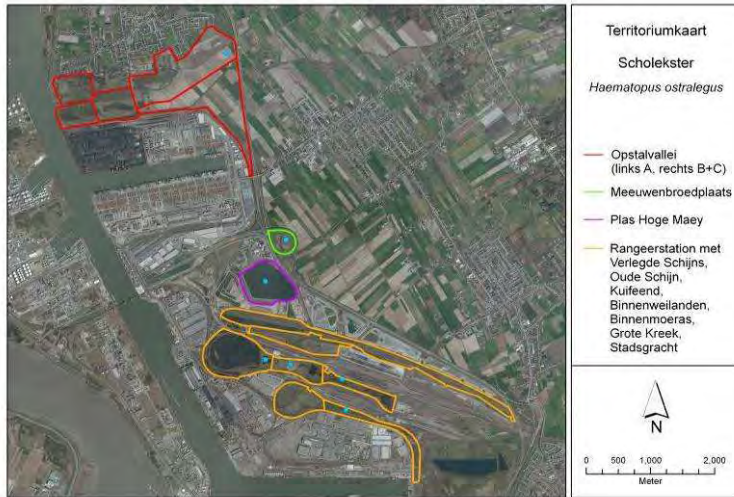 Territoriumkaart
Scholekster
Haematopus ostralegus
Opstalvallei
(links A, rechts B+C)
Meeuwenbroedplaats
Plas Hoge Maey
Rangeerstation met
Verlegde Schijns,
Oude Schijn,
Kuifeend,
Binnenweilanden,
Binnenmoeras,
Grote Kreek,
Stadsgracht
N
0 500 1,000 2,000
Meter